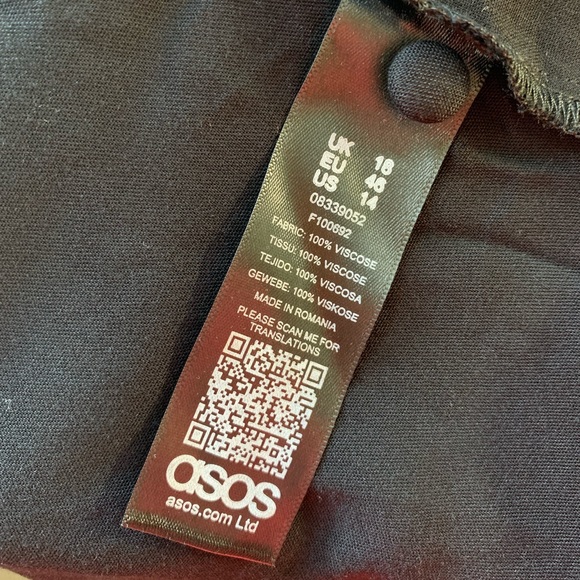 UK 18
EU 46
US 14
08339052
F100692
FABRIC: 100% VISCOSE
TISSU: 100% VISCOSE
TEJIDO: 100% VISCOSA
GEWEBE: 100% VISKOSE
MADE IN ROMANIA
PLEASE SCAN ME FOR
TRANSLATIONS
asos
asos.com Ltd